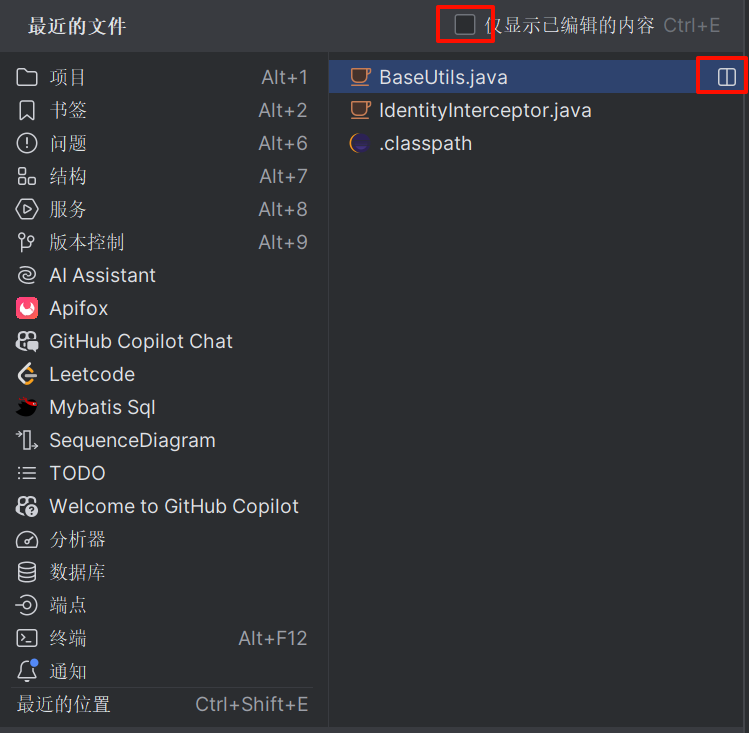 最近的文件
仅显示已编辑的内容 Ctrl+E
项目 Alt+1
书签 Alt+2
问题 Alt+6
结构 Alt+7
服务 Alt+8
版本控制 Alt+9
AI Assistant
Apifox
GitHub Copilot Chat
Leetcode
Mybatis Sql
SequenceDiagram
TODO
Welcome to GitHub Copilot
分析器
数据库
端点
终端 Alt+F12
通知
最近的位置 Ctrl+Shift+E
BaseUtils.java
IdentityInterceptor.java
.classpath